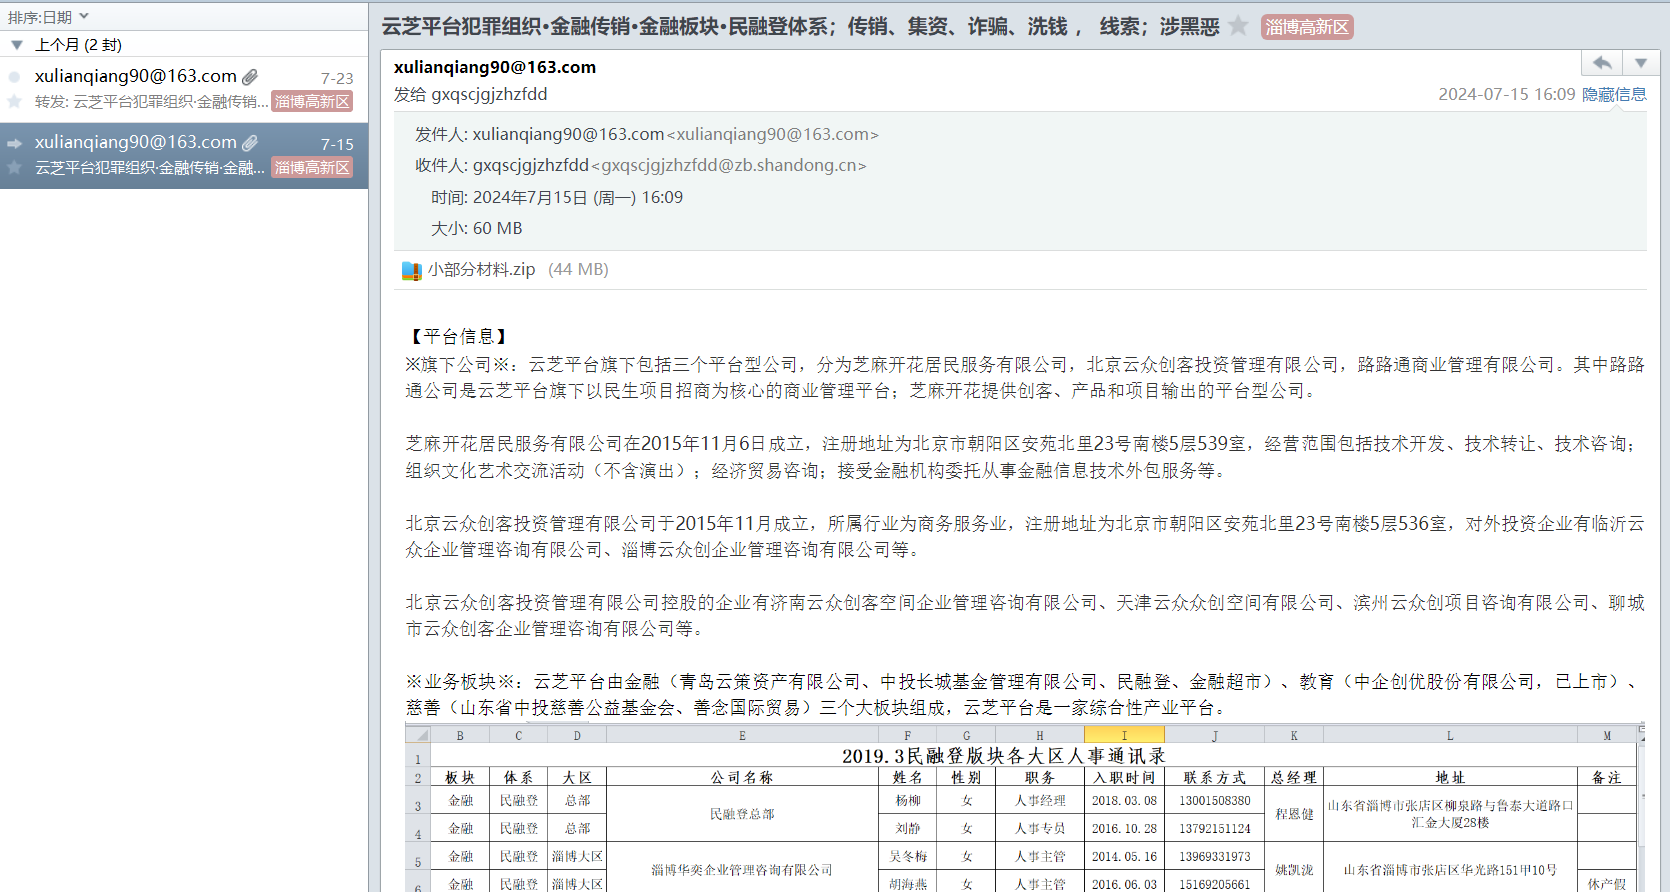 排序:日期
上个月 (2 封)
xulianqiang90@163.com 7-23
转发: 云芝平台犯罪组织·金融传销... 淄博高新区
xulianqiang90@163.com 7-15
云芝平台犯罪组织·金融传销·金融... 淄博高新区
云芝平台犯罪组织·金融传销·金融板块·民融登体系；传销、集资、诈骗、洗钱， 线索；涉黑恶 淄博高新区
xulianqiang90@163.com
发给 gxqscjgjzhzfdd 2024-07-15 16:09 隐藏信息
发件人: xulianqiang90@163.com<xulianqiang90@163.com>
收件人: gxqscjgjzhzfdd<gxqscjgjzhzfdd@zb.shandong.cn>
时间: 2024年7月15日 (周一) 16:09
大小: 60 MB
小部分材料.zip (44 MB)
【平台信息】
※旗下公司※：云芝平台旗下包括三个平台型公司，分为芝麻开花居民服务有限公司，北京云众创客投资管理有限公司，路路通商业管理有限公司。其中路路
通公司是云芝平台旗下以民生项目招商为核心的商业管理平台；芝麻开花提供创客、产品和项目输出的平台型公司。
芝麻开花居民服务有限公司在2015年11月6日成立，注册地址为北京市朝阳区安苑北里23号南楼5层539室，经营范围包括技术开发、技术转让、技术咨询；
组织文化艺术交流活动（不含演出）；经济贸易咨询；接受金融机构委托从事金融信息技术外包服务等。
北京云众创客投资管理有限公司于2015年11月成立，所属行业为商务服务业，注册地址为北京市朝阳区安苑北里23号南楼5层536室，对外投资企业有临沂云
众企业管理咨询有限公司、淄博云众创企业管理咨询有限公司等。
北京云众创客投资管理有限公司控股的企业有济南云众创客空间企业管理咨询有限公司、天津云众众创空间有限公司、滨州云众创项目咨询有限公司、聊城
市云众创客企业管理咨询有限公司等。
※业务板块※：云芝平台由金融（青岛云策资产有限公司、中投长城基金管理有限公司、民融登、金融超市）、教育（中企创优股份有限公司，已上市）、
慈善（山东省中投慈善公益基金会、善念国际贸易）三个大板块组成，云芝平台是一家综合性产业平台。
B C D E F G H I J K L M
1 2019.3民融登版块各大区人事通讯录
2 板块 体系 大区 公司名称 姓名 性别 职务 入职时间 联系方式 总经理 地址 备注
3 金融 民融登 总部 民融登总部 杨柳 女 人事经理 2018.03.08 13001508380 程恩健 山东省淄博市张店区柳泉路与鲁泰大道路口
汇金大厦28楼
4 金融 民融登 总部 刘静 女 人事专员 2016.10.28 13792151124
5 金融 民融登 淄博大区 淄博华奕企业管理咨询有限公司 吴冬梅 女 人事主管 2014.05.16 13969331973 姚凯泷 山东省淄博市张店区华光路151甲10号
6 金融 民融登 淄博大区 胡海燕 女 人事主管 2016.06.03 15169205661 休产假